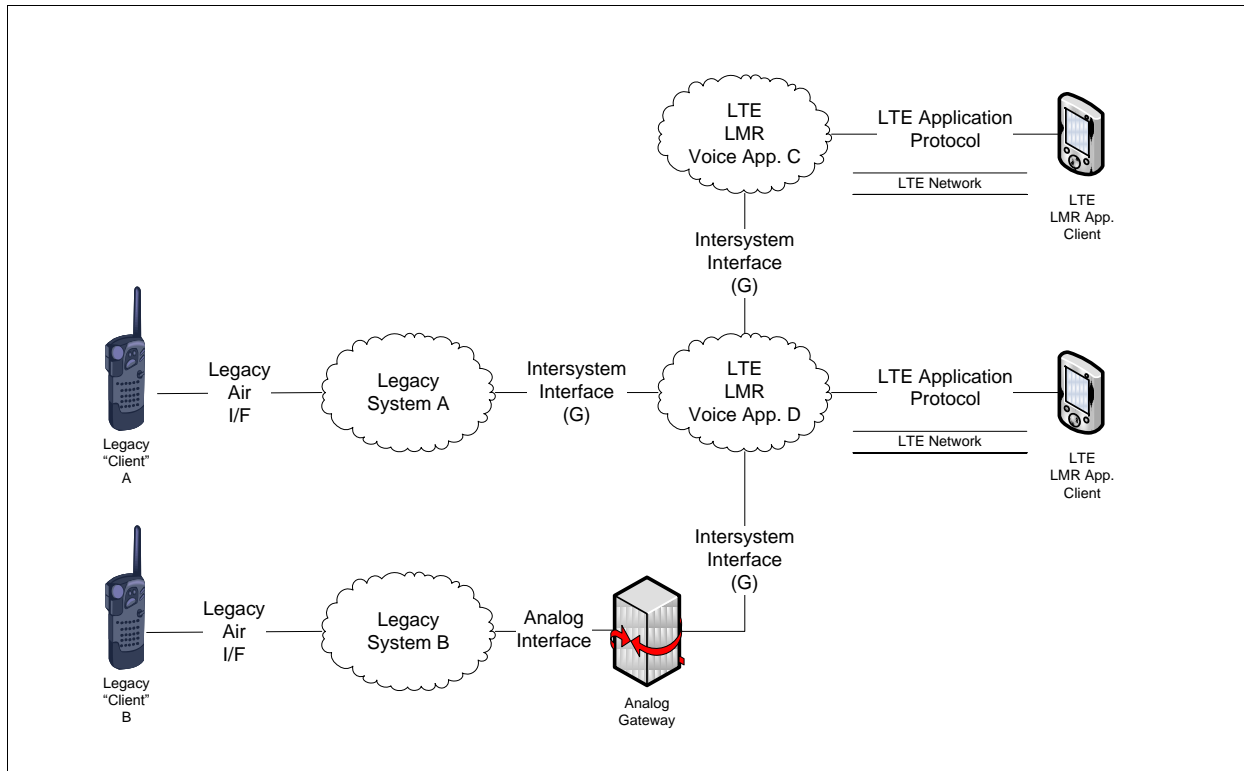 LTE
LMR
Voice App. C
LTE Application
Protocol
LTE Network
LTE
LMR App.
Client
Intersystem
Interface
(G)
Legacy
"Client"
A
Legacy
Air
I/F
Legacy
System A
Intersystem
Interface
(G)
LTE
LMR
Voice App. D
LTE Application
Protocol
LTE Network
LTE
LMR App.
Client
Intersystem
Interface
(G)
Legacy
"Client"
B
Legacy
Air
I/F
Legacy
System B
Analog
Interface
Analog
Gateway